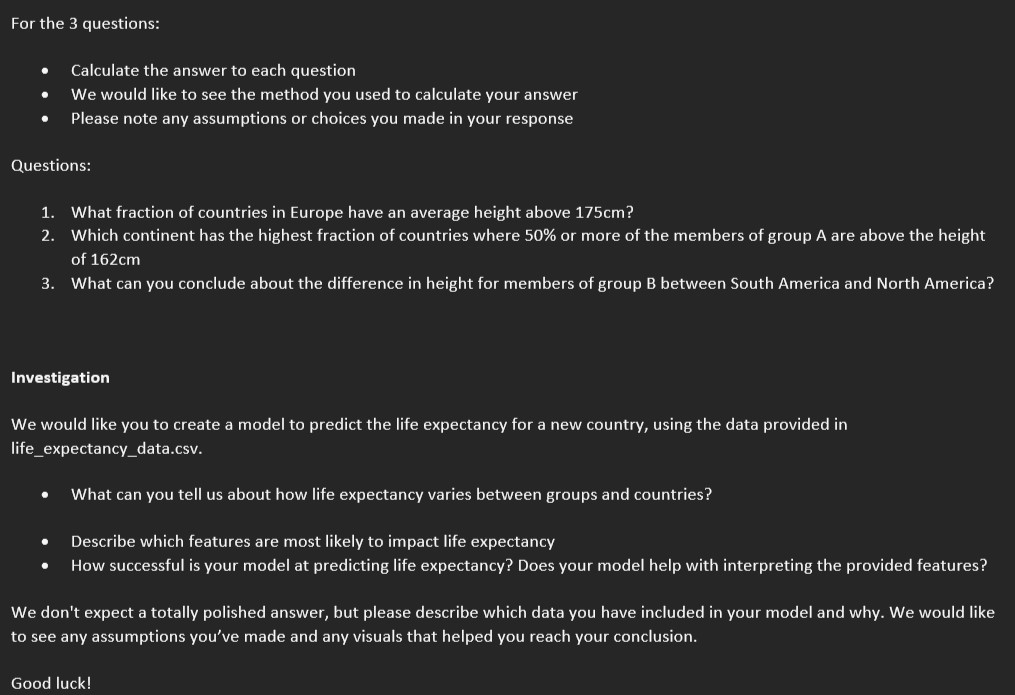 For the 3 questions:
• Calculate the answer to each question
• We would like to see the method you used to calculate your answer
• Please note any assumptions or choices you made in your response
Questions:
1. What fraction of countries in Europe have an average height above 175cm?
2. Which continent has the highest fraction of countries where 50% or more of the members of group A are above the height
of 162cm
3. What can you conclude about the difference in height for members of group B between South America and North America?
Investigation
We would like you to create a model to predict the life expectancy for a new country, using the data provided in
life_expectancy_data.csv.
• What can you tell us about how life expectancy varies between groups and countries?
• Describe which features are most likely to impact life expectancy
• How successful is your model at predicting life expectancy? Does your model help with interpreting the provided features?
We don't expect a totally polished answer, but please describe which data you have included in your model and why. We would like
to see any assumptions you’ve made and any visuals that helped you reach your conclusion.
Good luck!